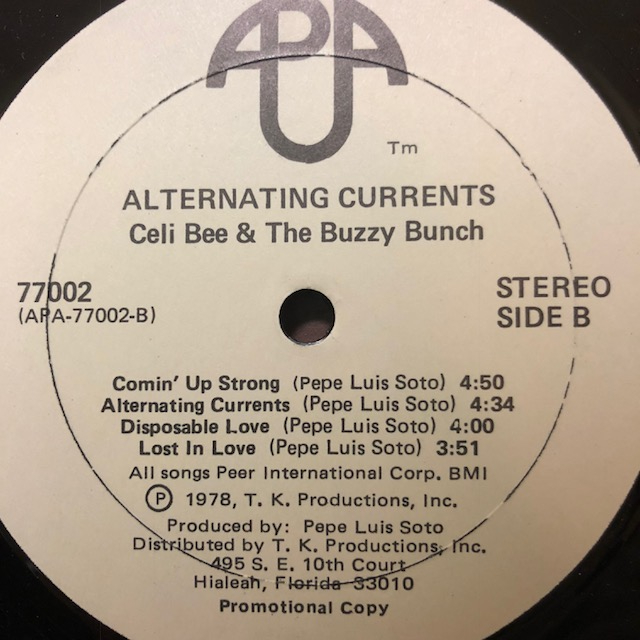 APA
Tm
ALTERNATING CURRENTS
Celi Bee & The Buzzy Bunch
77002
(APA-77002-B)
STEREO
SIDE B
Comin' Up Strong (Pepe Luis Soto) 4:50
Alternating Currents (Pepe Luis Soto) 4:34
Disposable Love (Pepe Luis Soto) 4:00
Lost In Love (Pepe Luis Soto) 3:51
All songs Peer International Corp. BMI
Ⓟ 1978, T. K. Productions, Inc.
Produced by: Pepe Luis Soto
Distributed by T. K. Productions, Inc.
495 S. E. 10th Court
Hialeah, Florida 33010
Promotional Copy